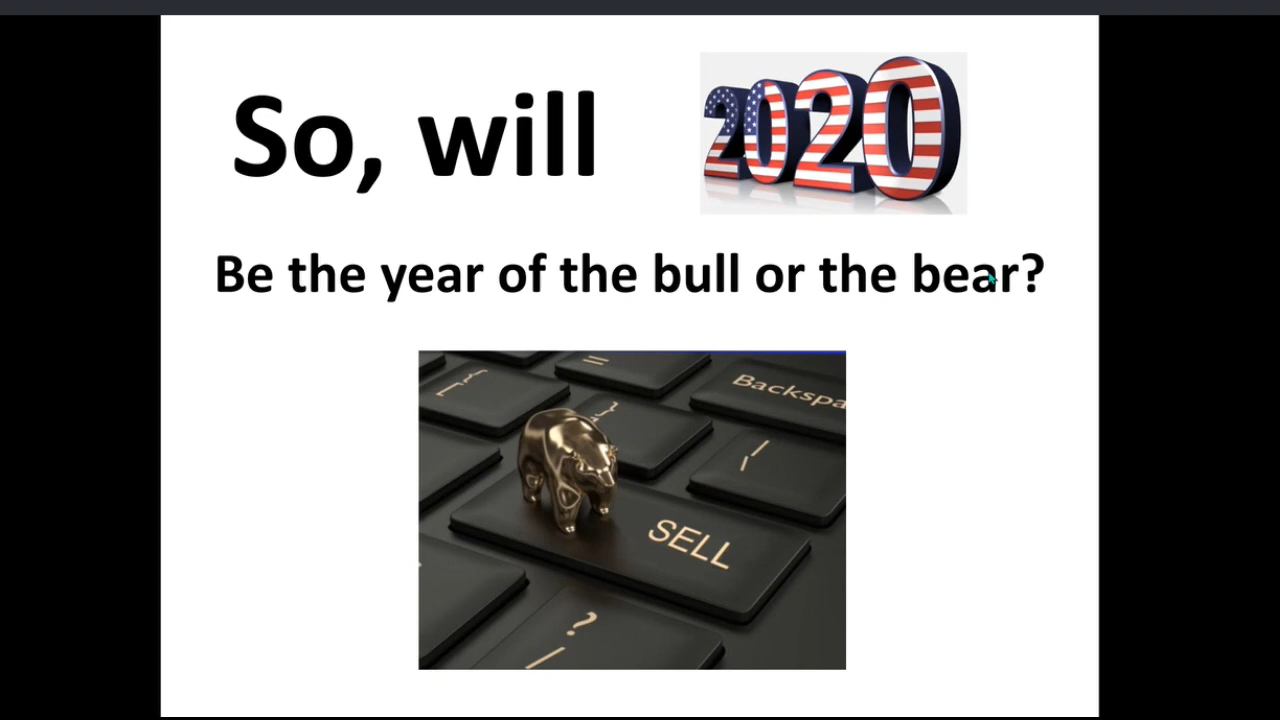 So, will 2020
Be the year of the bull or the bear?
=
Backspa
SELL
?
/